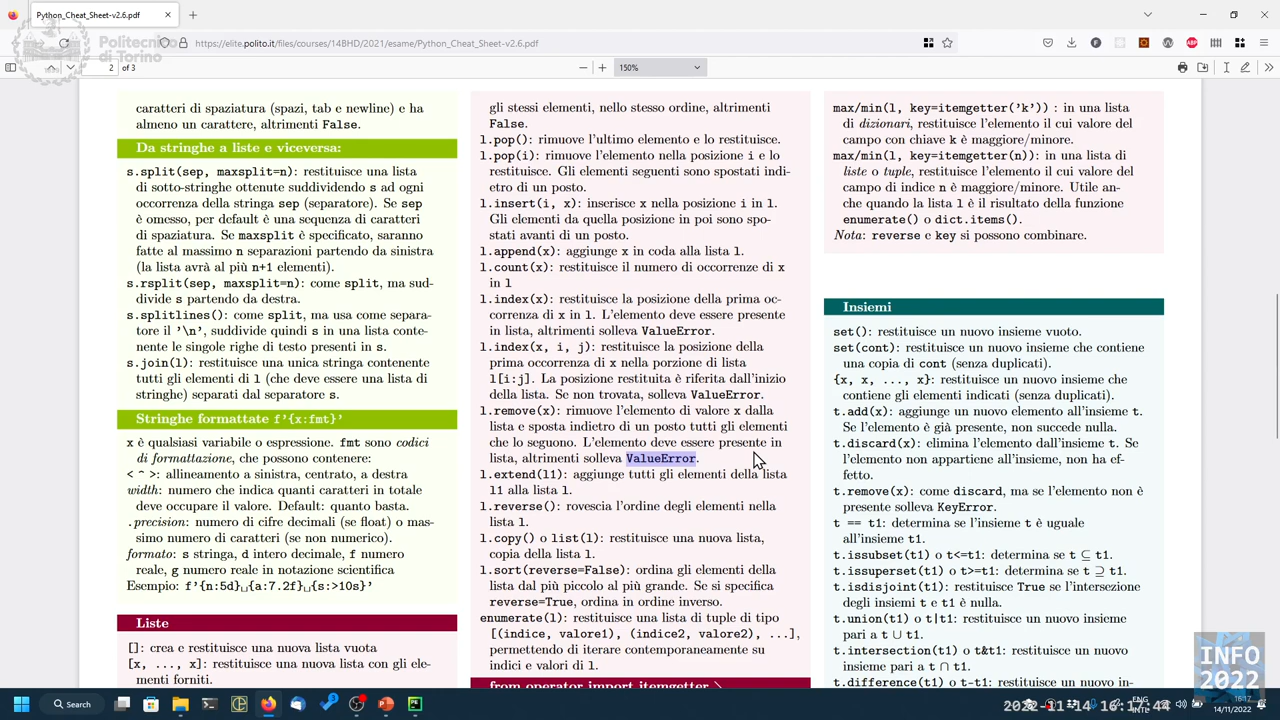 Python_Cheat_Sheet-v2.6.pdf
Politecnico
di Torino
1859
https://elite.polito.it/files/courses/14BHD/2021/esame/Python_Cheat_Sheet-v2.6.pdf
2 of 3
150%
caratteri di spaziatura (spazi, tab e newline) e ha
almeno un carattere, altrimenti False.
Da stringhe a liste e viceversa:
s.split(sep, maxsplit=n): restituisce una lista
di sotto-stringhe ottenute suddividendo s ad ogni
occorrenza della stringa sep (separatore). Se sep
è omesso, per default è una sequenza di caratteri
di spaziatura. Se maxsplit è specificato, saranno
fatte al massimo n separazioni partendo da sinistra
(la lista avrà al più n+1 elementi).
s.rsplit(sep, maxsplit=n): come split, ma sud-
divide s partendo da destra.
s.splitlines(): come split, ma usa come separa-
tore il '\n', suddivide quindi s in una lista conte-
nente le singole righe di testo presenti in s.
s.join(l): restituisce una unica stringa contenente
tutti gli elementi di l (che deve essere una lista di
stringhe) separati dal separatore s.
Stringhe formattate f'{x:fmt}'
x è qualsiasi variabile o espressione. fmt sono codici
di formattazione, che possono contenere:
< ^ >: allineamento a sinistra, centrato, a destra
width: numero che indica quanti caratteri in totale
deve occupare il valore. Default: quanto basta.
.precision: numero di cifre decimali (se float) o mas-
simo numero di caratteri (se non numerico).
formato: s stringa, d intero decimale, f numero
reale, g numero reale in notazione scientifica
Esempio: f'{n:5d}␣{a:7.2f}␣{s:>10s}'
Liste
[]: crea e restituisce una nuova lista vuota
[x, ..., x]: restituisce una nuova lista con gli ele-
menti forniti.
gli stessi elementi, nello stesso ordine, altrimenti
False.
l.pop(): rimuove l'ultimo elemento e lo restituisce.
l.pop(i): rimuove l'elemento nella posizione i e lo
restituisce. Gli elementi seguenti sono spostati indi-
etro di un posto.
l.insert(i, x): inserisce x nella posizione i in l.
Gli elementi da quella posizione in poi sono spo-
stati avanti di un posto.
l.append(x): aggiunge x in coda alla lista l.
l.count(x): restituisce il numero di occorrenze di x
in l
l.index(x): restituisce la posizione della prima oc-
correnza di x in l. L'elemento deve essere presente
in lista, altrimenti solleva ValueError.
l.index(x, i, j): restituisce la posizione della
prima occorrenza di x nella porzione di lista
l[i:j]. La posizione restituita è riferita dall'inizio
della lista. Se non trovata, solleva ValueError.
l.remove(x): rimuove l'elemento di valore x dalla
lista e sposta indietro di un posto tutti gli elementi
che lo seguono. L'elemento deve essere presente in
lista, altrimenti solleva ValueError.
l.extend(l1): aggiunge tutti gli elementi della lista
l1 alla lista l.
l.reverse(): rovescia l'ordine degli elementi nella
lista l.
l.copy() o list(l): restituisce una nuova lista,
copia della lista l.
l.sort(reverse=False): ordina gli elementi della
lista dal più piccolo al più grande. Se si specifica
reverse=True, ordina in ordine inverso.
enumerate(l): restituisce una lista di tuple di tipo
[(indice, valore1), (indice2, valore2), ...],
permettendo di iterare contemporaneamente su
indici e valori di l.
from operator import itemgetter
max/min(l, key=itemgetter('k')) : in una lista
di dizionari, restituisce l'elemento il cui valore del
campo con chiave k è maggiore/minore.
max/min(l, key=itemgetter(n)): in una lista di
liste o tuple, restituisce l'elemento il cui valore del
campo di indice n è maggiore/minore. Utile an-
che quando la lista l è il risultato della funzione
enumerate() o dict.items().
Nota: reverse e key si possono combinare.
Insiemi
set(): restituisce un nuovo insieme vuoto.
set(cont): restituisce un nuovo insieme che contiene
una copia di cont (senza duplicati).
{x, x, ..., x}: restituisce un nuovo insieme che
contiene gli elementi indicati (senza duplicati).
t.add(x): aggiunge un nuovo elemento all'insieme t.
Se l'elemento è già presente, non succede nulla.
t.discard(x): elimina l'elemento dall'insieme t. Se
l'elemento non appartiene all'insieme, non ha ef-
fetto.
t.remove(x): come discard, ma se l'elemento non è
presente solleva KeyError.
t == t1: determina se l'insieme t è uguale
all'insieme t1.
t.issubset(t1) o t<=t1: determina se t ⊆ t1.
t.issuperset(t1) o t>=t1: determina se t ⊇ t1.
t.isdisjoint(t1): restituisce True se l'intersezione
degli insiemi t e t1 è nulla.
t.union(t1) o t|t1: restituisce un nuovo insieme
pari a t ∪ t1.
t.intersection(t1) o t&t1: restituisce un nuovo
insieme pari a t ∩ t1.
t.difference(t1) o t-t1: restituisce un nuovo in-
INFO
2022
Search
ENG
INTE
2022-11-14 16:17:44
16:17
14/11/2022